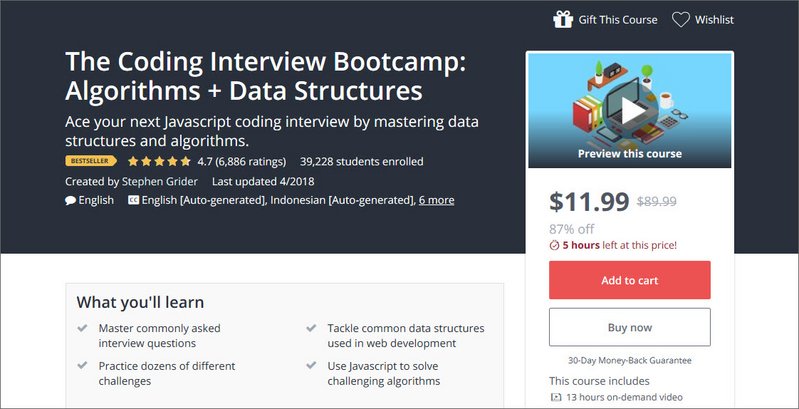 Gift This Course Wishlist
The Coding Interview Bootcamp:
Algorithms + Data Structures
Ace your next Javascript coding interview by mastering data
structures and algorithms.
BESTSELLER 4.7 (6,886 ratings) 39,228 students enrolled
Created by Stephen Grider Last updated 4/2018
English CC English [Auto-generated], Indonesian [Auto-generated], 6 more
Preview this course
$11.99 $89.99
87% off
5 hours left at this price!
Add to cart
Buy now
30-Day Money-Back Guarantee
This course includes
13 hours on-demand video
What you'll learn
Master commonly asked
interview questions
Practice dozens of different
challenges
Tackle common data structures
used in web development
Use Javascript to solve
challenging algorithms